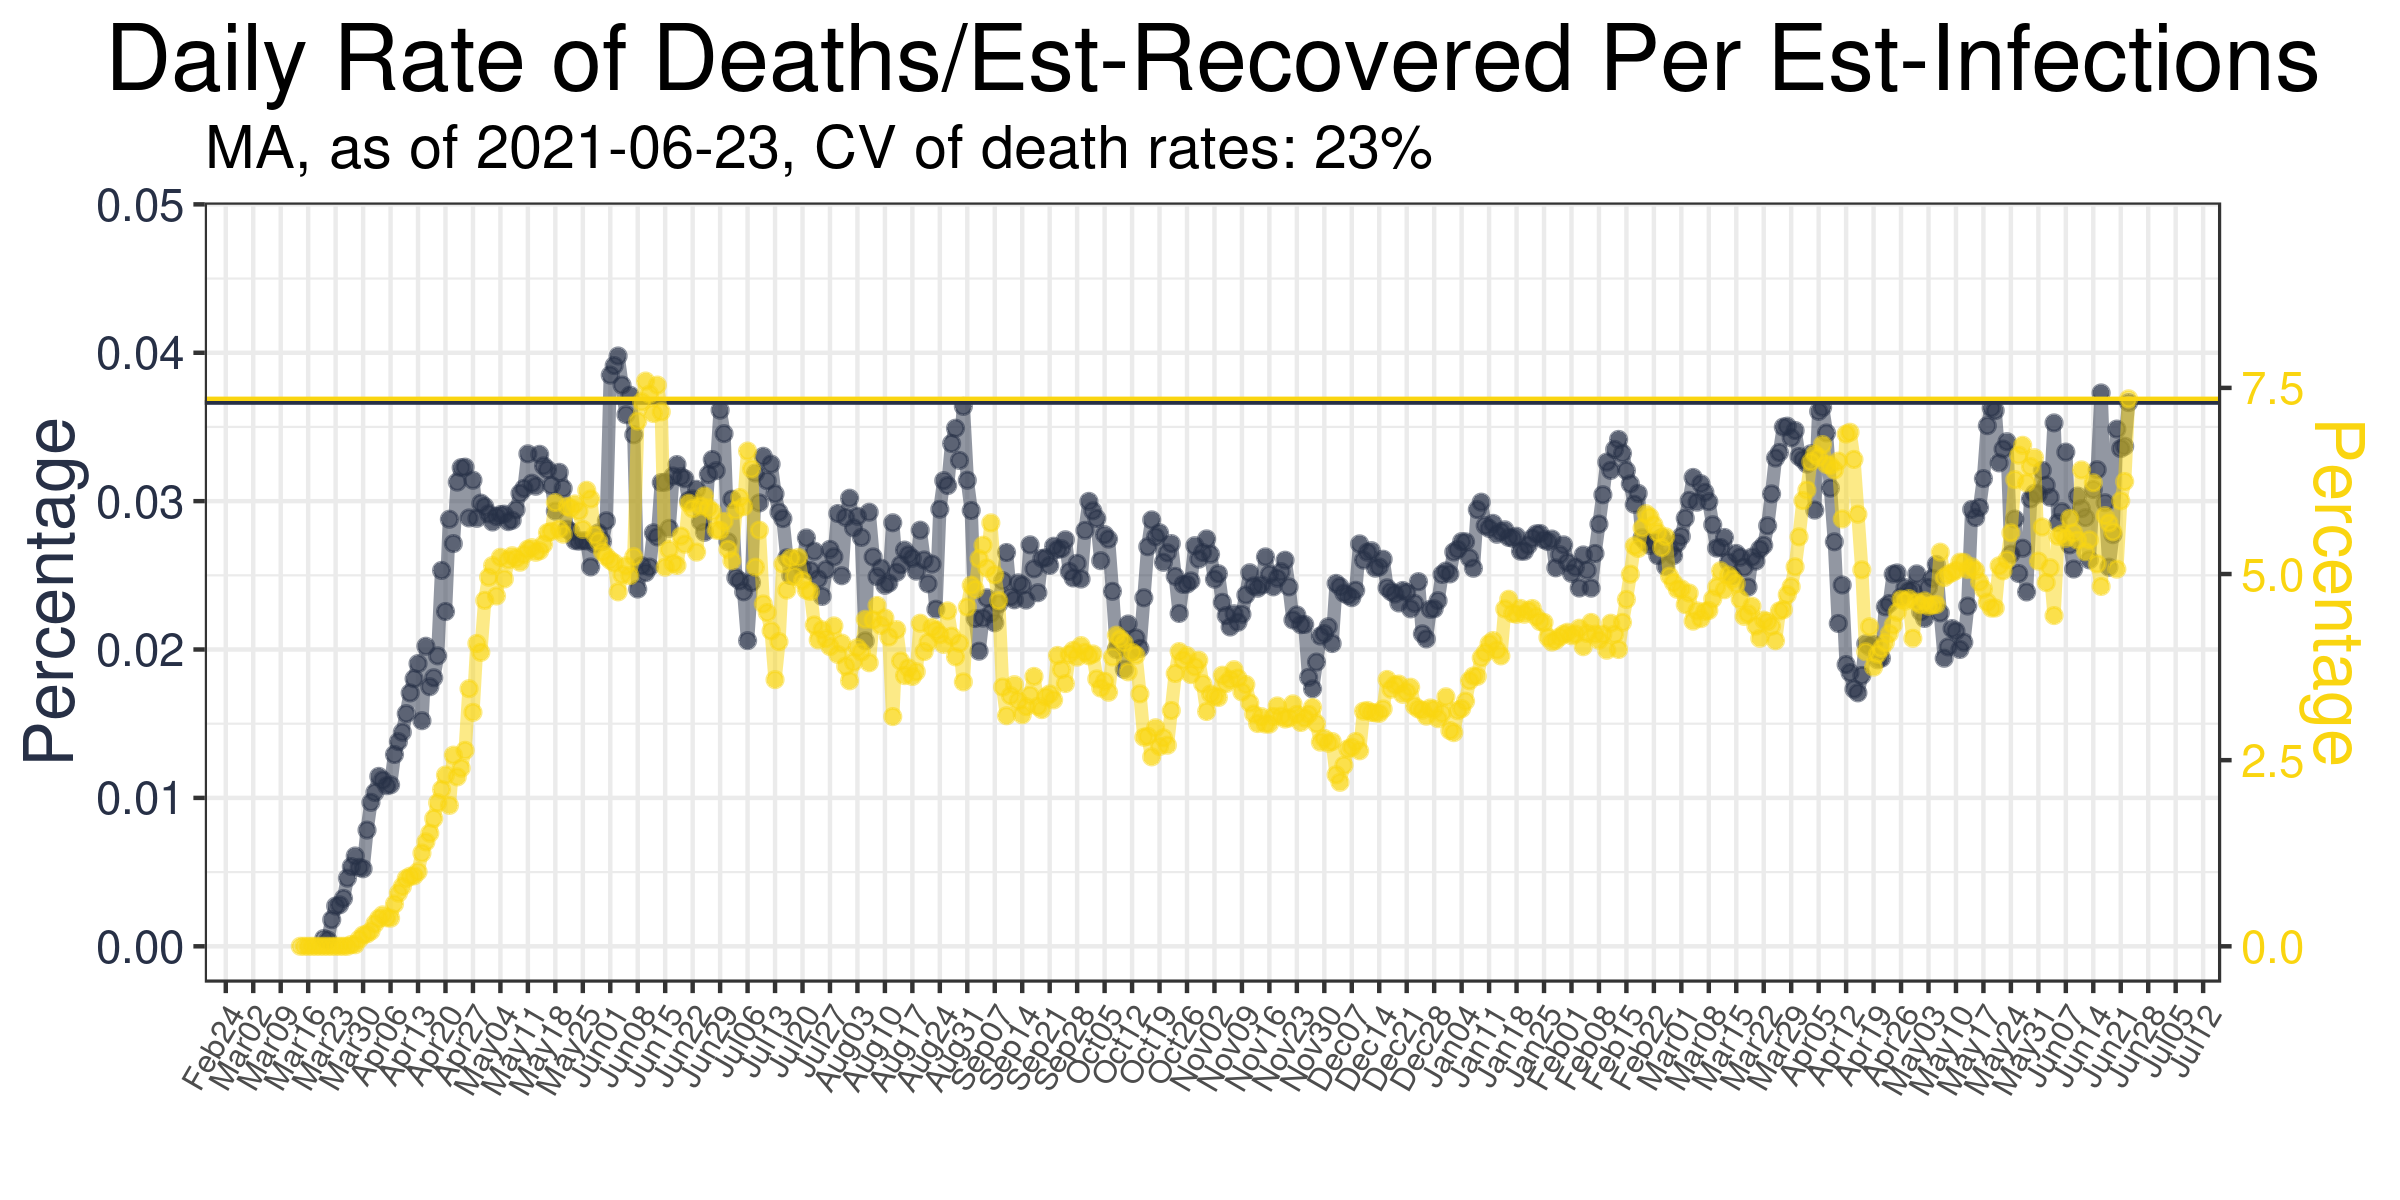 Daily Rate of Deaths/Est-Recovered Per Est-Infections
MA, as of 2021-06-23, CV of death rates: 23%
0.05
0.04
0.03
0.02
0.01
0.00
Percentage
7.5
5.0
2.5
0.0
Percentage
Feb24
Mar02
Mar09
Mar16
Mar23
Mar30
Apr06
Apr13
Apr20
Apr27
May04
May11
May18
May25
Jun01
Jun08
Jun15
Jun22
Jun29
Jul06
Jul13
Jul20
Jul27
Aug03
Aug10
Aug17
Aug24
Aug31
Sep07
Sep14
Sep21
Sep28
Oct05
Oct12
Oct19
Oct26
Nov02
Nov09
Nov16
Nov23
Nov30
Dec07
Dec14
Dec21
Dec28
Jan04
Jan11
Jan18
Jan25
Feb01
Feb08
Feb15
Feb22
Mar01
Mar08
Mar15
Mar22
Mar29
Apr05
Apr12
Apr19
Apr26
May03
May10
May17
May24
May31
Jun07
Jun14
Jun21
Jun28
Jul05
Jul12